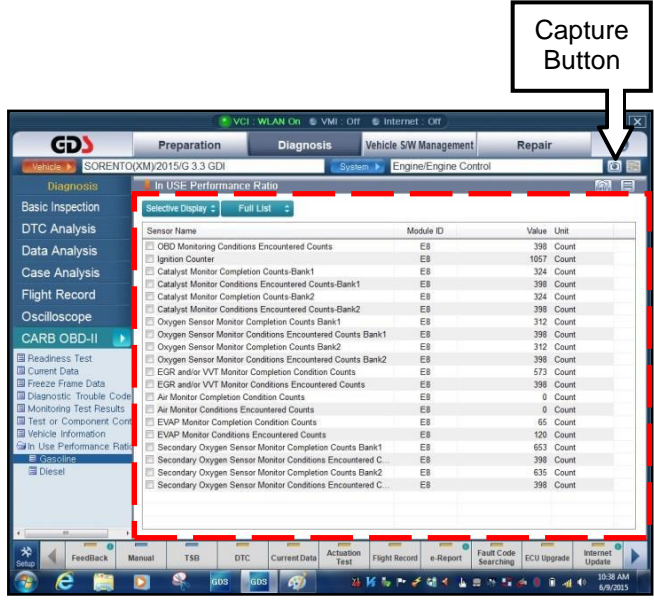 Capture
Button
VCI : WLAN On VMI : Off Internet : Off
GDS Preparation Diagnosis Vehicle S/W Management Repair
Vehicle SORENTO(XM)/2015/G 3.3 GDI System Engine/Engine Control
Diagnosis In USE Performance Ratio
Basic Inspection
DTC Analysis
Data Analysis
Case Analysis
Flight Record
Oscilloscope
CARB OBD-II
Readiness Test
Current Data
Freeze Frame Data
Diagnostic Trouble Code
Monitoring Test Results
Test or Component Cont
Vehicle Information
In Use Performance Ratio
Gasoline
Diesel
Selective Display Full List
Sensor Name Module ID Value Unit
OBD Monitoring Conditions Encountered Counts E8 398 Count
Ignition Counter E8 1057 Count
Catalyst Monitor Completion Counts-Bank1 E8 324 Count
Catalyst Monitor Conditions Encountered Counts-Bank1 E8 398 Count
Catalyst Monitor Completion Counts-Bank2 E8 324 Count
Catalyst Monitor Conditions Encountered Counts-Bank2 E8 398 Count
Oxygen Sensor Monitor Completion Counts Bank1 E8 312 Count
Oxygen Sensor Monitor Conditions Encountered Counts Bank1 E8 398 Count
Oxygen Sensor Monitor Completion Counts Bank2 E8 312 Count
Oxygen Sensor Monitor Conditions Encountered Counts Bank2 E8 398 Count
EGR and/or VVT Monitor Completion Condition Counts E8 573 Count
EGR and/or VVT Monitor Conditions Encountered Counts E8 398 Count
Air Monitor Completion Condition Counts E8 0 Count
Air Monitor Conditions Encountered Counts E8 0 Count
EVAP Monitor Completion Condition Counts E8 65 Count
EVAP Monitor Conditions Encountered Counts E8 120 Count
Secondary Oxygen Sensor Monitor Completion Counts Bank1 E8 653 Count
Secondary Oxygen Sensor Monitor Conditions Encountered C... E8 398 Count
Secondary Oxygen Sensor Monitor Completion Counts Bank2 E8 635 Count
Secondary Oxygen Sensor Monitor Conditions Encountered C... E8 398 Count
Setup FeedBack Manual TSB DTC Current Data Actuation Test Flight Record e-Report Fault Code Searching ECU Upgrade Internet Update
GDS GDS 10:38 AM
6/9/2015